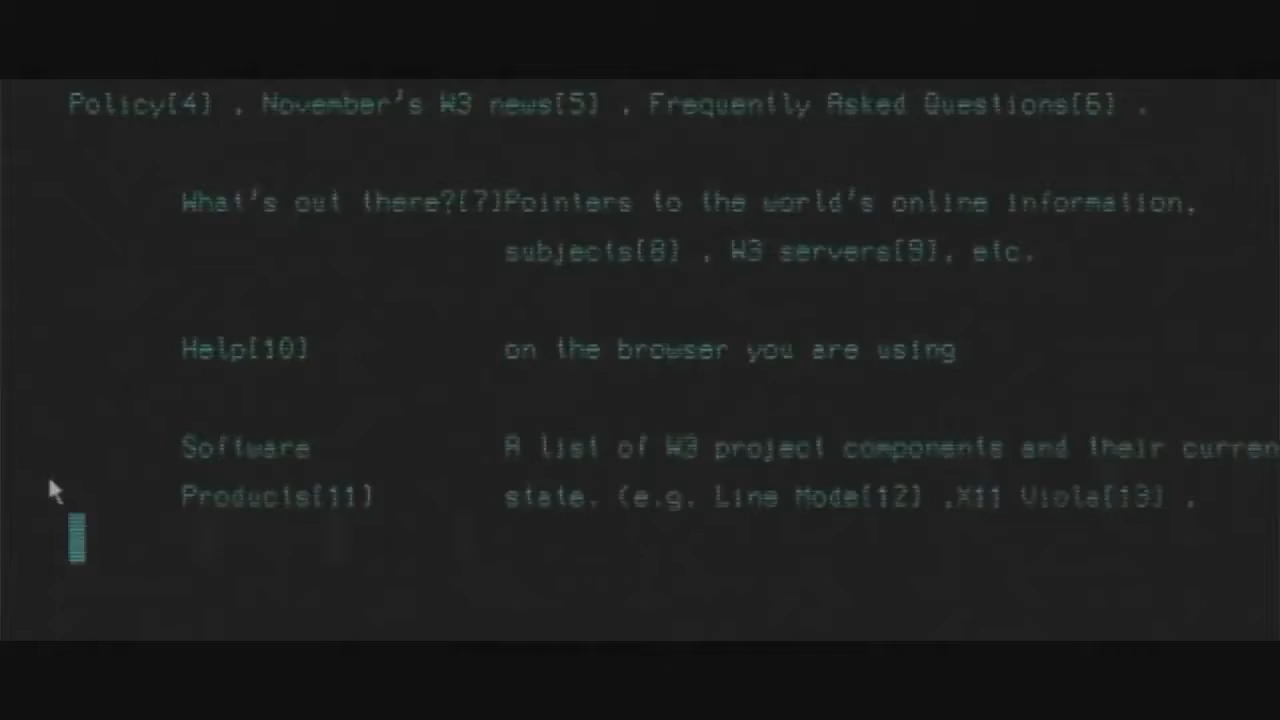 Policy[4] , November's W3 news[5] , Frequently Asked Questions[6] .
What's out there?[7]Pointers to the world's online information,
subjects[8] , W3 servers[9], etc.
Help[10] on the browser you are using
Software A list of W3 project components and their curren
Products[11] state. (e.g. Line Mode[12] ,X11 Viola[13] .